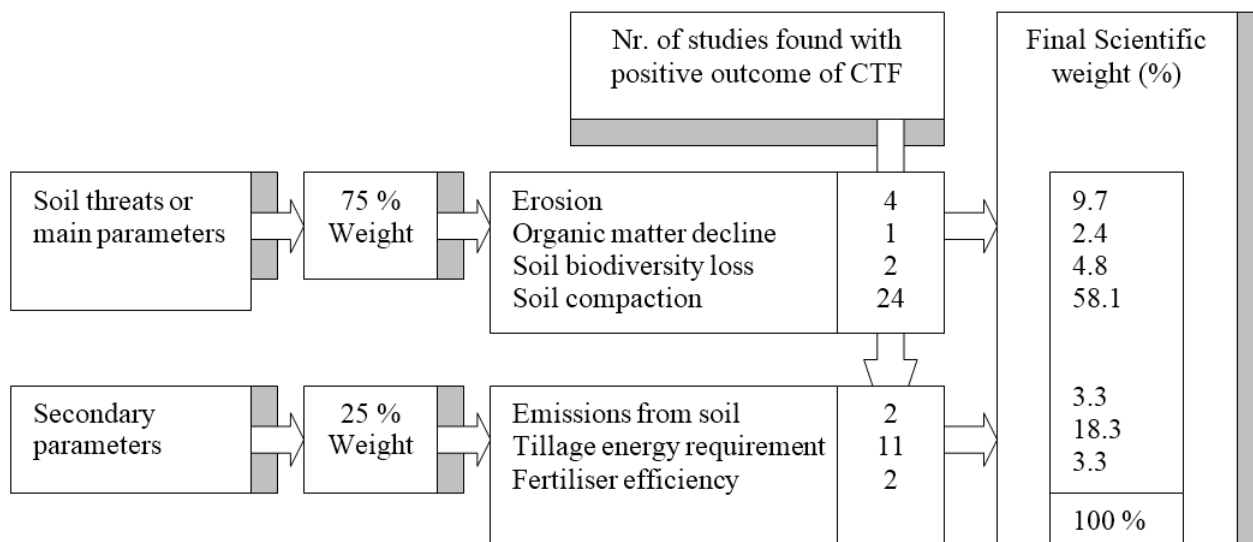 Nr. of studies found with
positive outcome of CTF
Final Scientific
weight (%)
Soil threats or
main parameters
75 %
Weight
Erosion 4 9.7
Organic matter decline 1 2.4
Soil biodiversity loss 2 4.8
Soil compaction 24 58.1
Secondary
parameters
25 %
Weight
Emissions from soil 2 3.3
Tillage energy requirement 11 18.3
Fertiliser efficiency 2 3.3
100 %